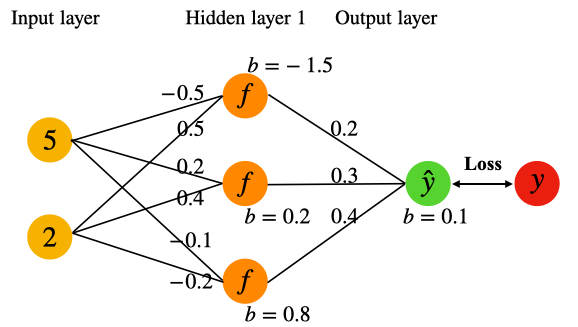 Input layer
Hidden layer 1
Output layer
b = − 1.5
−0.5
f
0.5
5
0.2
0.2
f
0.3
ŷ
Loss
y
0.4
b = 0.2
0.4
b = 0.1
2
−0.1
−0.2
f
b = 0.8